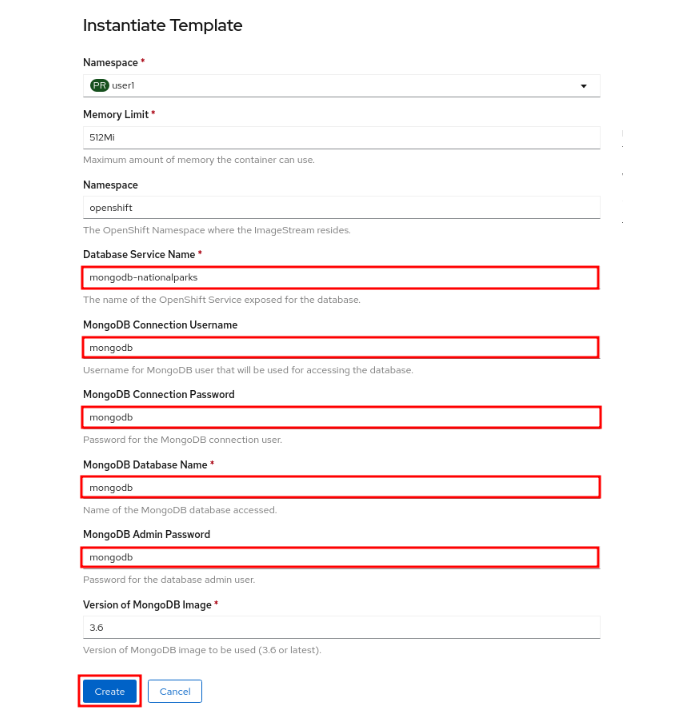 Instantiate Template
Namespace *
PR user1
Memory Limit *
512Mi
Maximum amount of memory the container can use.
Namespace
openshift
The OpenShift Namespace where the ImageStream resides.
Database Service Name *
mongodb-nationalparks
The name of the OpenShift Service exposed for the database.
MongoDB Connection Username
mongodb
Username for MongoDB user that will be used for accessing the database.
MongoDB Connection Password
mongodb
Password for the MongoDB connection user.
MongoDB Database Name *
mongodb
Name of the MongoDB database accessed.
MongoDB Admin Password
mongodb
Password for the database admin user.
Version of MongoDB Image *
3.6
Version of MongoDB image to be used (3.6 or latest).
Create Cancel